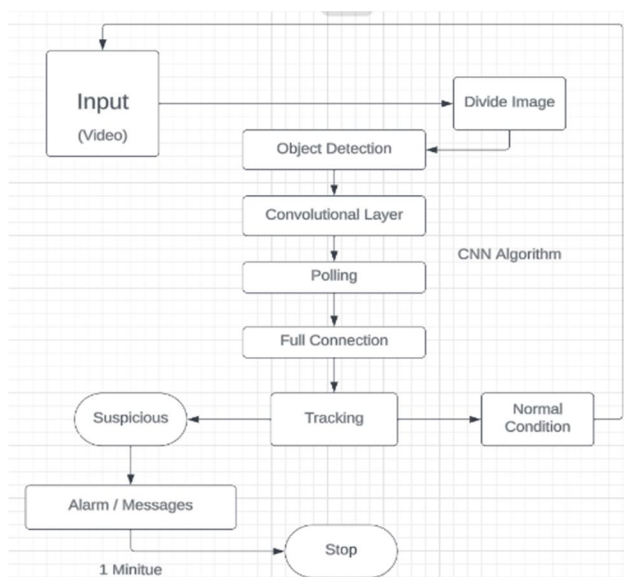 Input
(Video)
Divide Image
Object Detection
Convolutional Layer
CNN Algorithm
Polling
Full Connection
Suspicious
Tracking
Normal
Condition
Alarm / Messages
Stop
1 Minitue